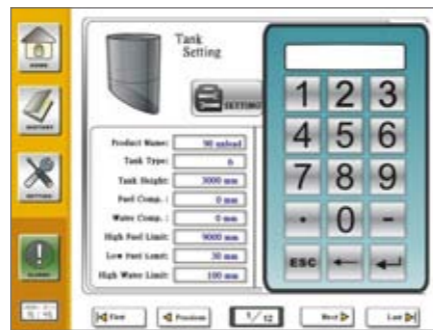 HOME
Tank
Setting
SETTING
HISTORY
SETTING
Product Name: 90 unlead
Tank Type: 6
Tank Height: 3000 mm
Fuel Comp. : 0 mm
Water Comp. : 0 mm
High Fuel Limit: 9000 mm
Low Fuel Limit: 30 mm
High Water Limit: 100 mm
1 2 3
4 5 6
7 8 9
. 0 -
ESC
First
Previous
1/12
Next
Last